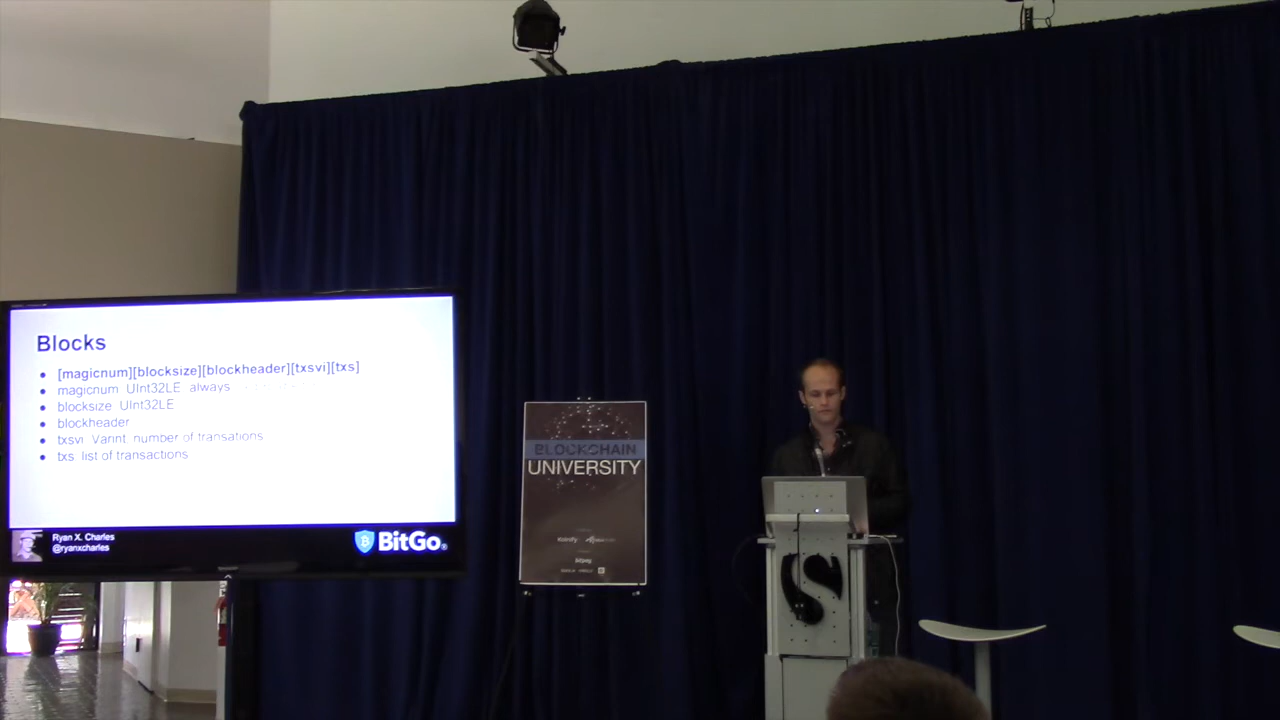 Blocks
[magicnum][blocksize][blockheader][txsvi][txs]
magicnum UInt32LE always
blocksize UInt32LE
blockheader
txsvi VarInt number of transations
txs list of transactions
Ryan X. Charles
@ryanxcharles
BitGo
BLOCKCHAIN
UNIVERSITY
S